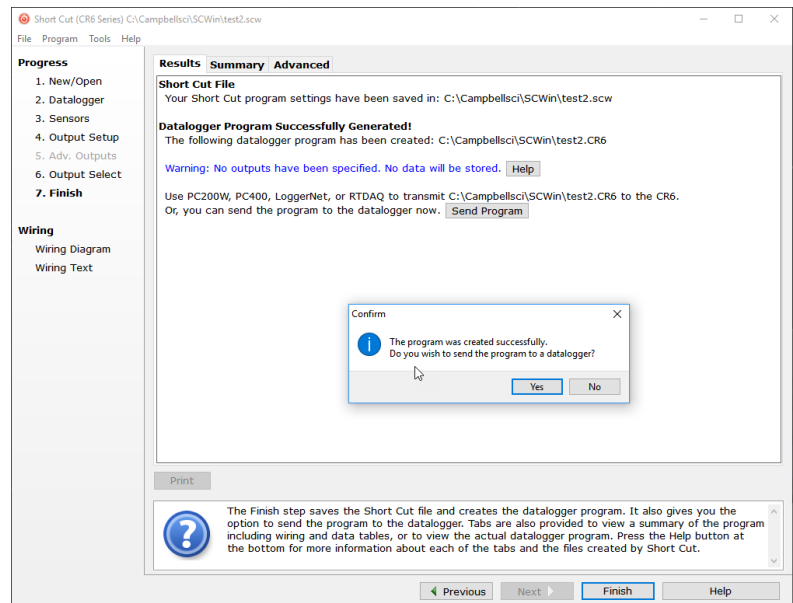 Short Cut (CR6 Series) C:\Campbellsci\SCWin\test2.scw
File Program Tools Help
Progress
1. New/Open
2. Datalogger
3. Sensors
4. Output Setup
5. Adv. Outputs
6. Output Select
7. Finish
Wiring
Wiring Diagram
Wiring Text
Results Summary Advanced
Short Cut File
Your Short Cut program settings have been saved in: C:\Campbellsci\SCWin\test2.scw
Datalogger Program Successfully Generated!
The following datalogger program has been created: C:\Campbellsci\SCWin\test2.CR6
Warning: No outputs have been specified. No data will be stored. Help
Use PC200W, PC400, LoggerNet, or RTDAQ to transmit C:\Campbellsci\SCWin\test2.CR6 to the CR6.
Or, you can send the program to the datalogger now. Send Program
Confirm
The program was created successfully.
Do you wish to send the program to a datalogger?
Yes No
Print
The Finish step saves the Short Cut file and creates the datalogger program. It also gives you the
option to send the program to the datalogger. Tabs are also provided to view a summary of the program
including wiring and data tables, or to view the actual datalogger program. Press the Help button at
the bottom for more information about each of the tabs and the files created by Short Cut.
Previous Next Finish Help